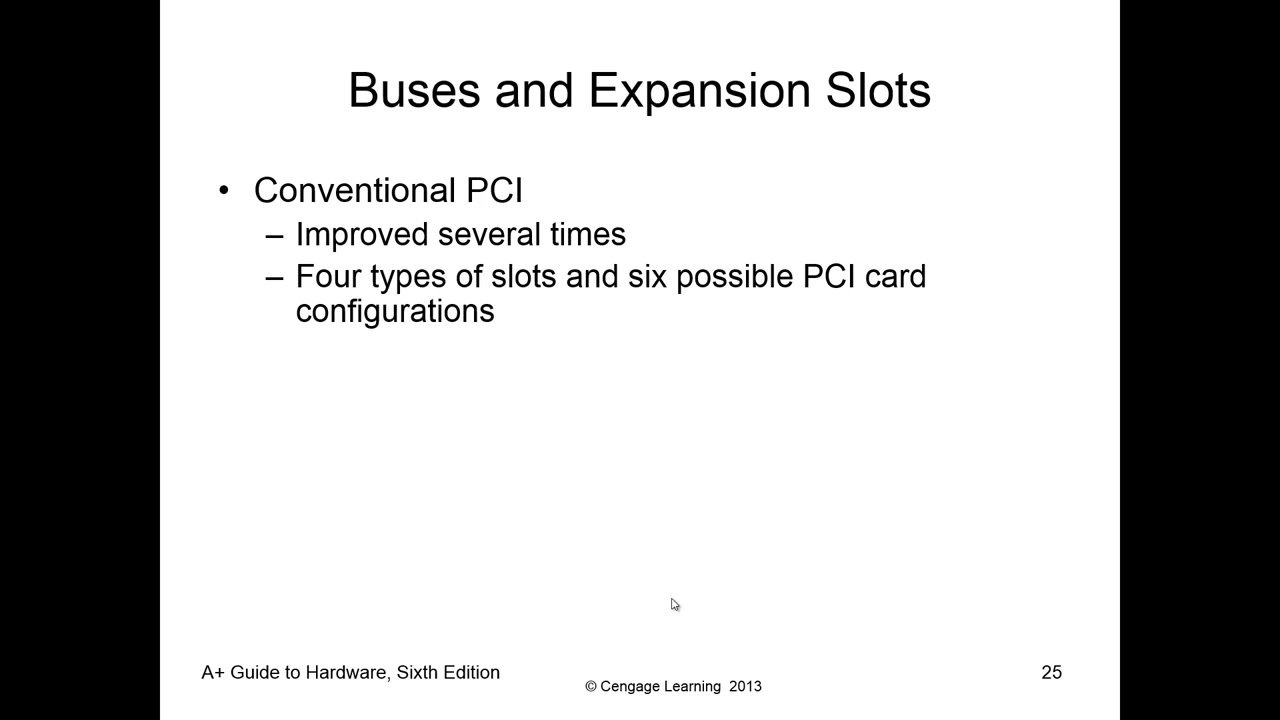 Buses and Expansion Slots
• Conventional PCI
– Improved several times
– Four types of slots and six possible PCI card
configurations
A+ Guide to Hardware, Sixth Edition
© Cengage Learning 2013
25